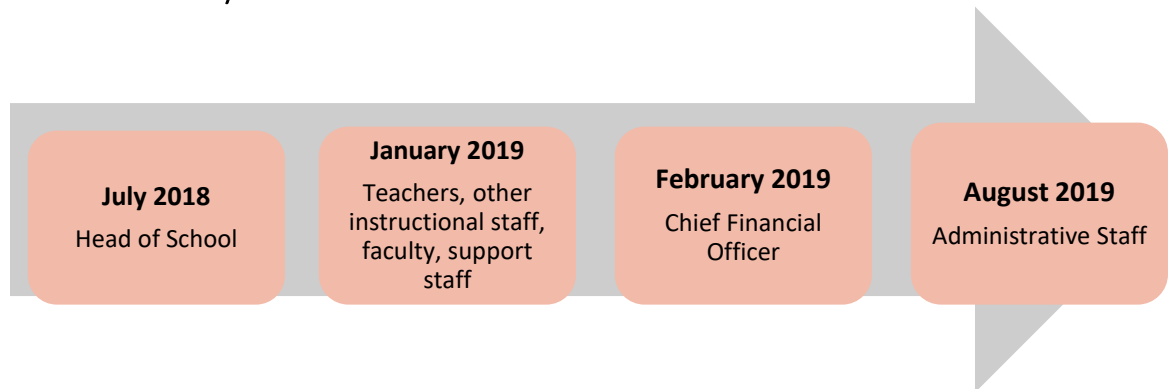 July 2018
Head of School
January 2019
Teachers, other
instructional staff,
faculty, support
staff
February 2019
Chief Financial
Officer
August 2019
Administrative Staff